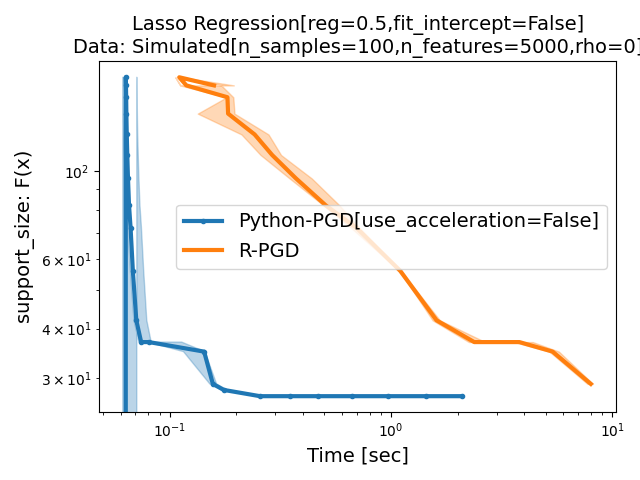 Lasso Regression[reg=0.5,fit_intercept=False]
Data: Simulated[n_samples=100,n_features=5000,rho=0]
support_size: F(x)
10²
6 × 10¹
4 × 10¹
3 × 10¹
Python-PGD[use_acceleration=False]
R-PGD
10⁻¹
10⁰
10¹
Time [sec]